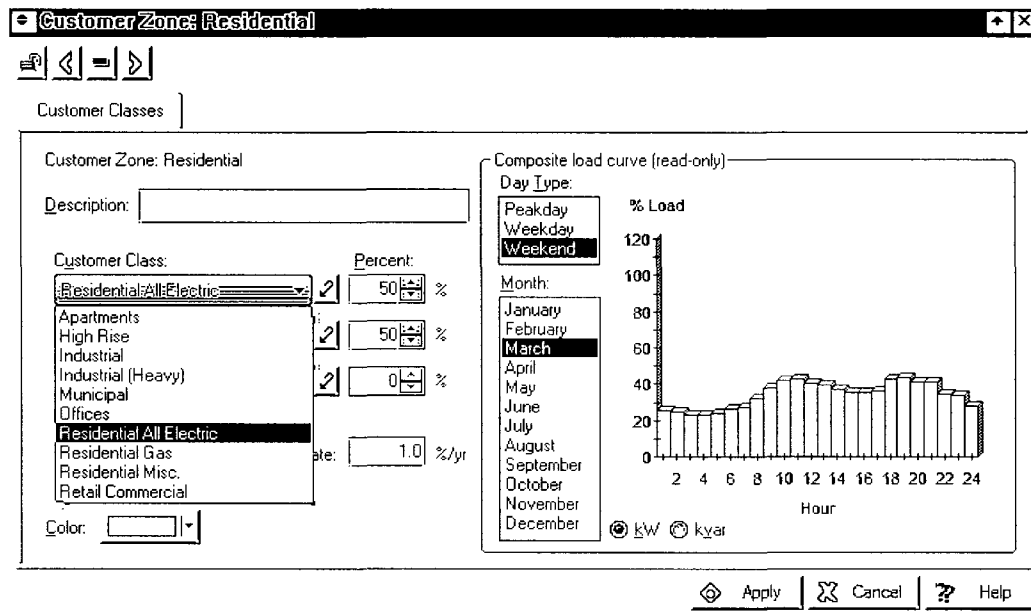 Customer Zone: Residential
Customer Classes
Customer Zone: Residential
Description:
Customer Class:
Percent:
Residential All Electric
50 %
Apartments
High Rise
Industrial
Industrial (Heavy)
Municipal
Offices
Residential All Electric
Residential Gas
Residential Misc.
Retail Commercial
50 %
0 %
ate: 1.0 %/yr
Color:
Composite load curve (read-only)
Day Type:
Peakday
Weekday
Weekend
Month:
January
February
March
April
May
June
July
August
September
October
November
December
% Load
120
100
80
60
40
20
0
2 4 6 8 10 11 14 16 18 20 22 24
Hour
kW kvar
Apply Cancel Help